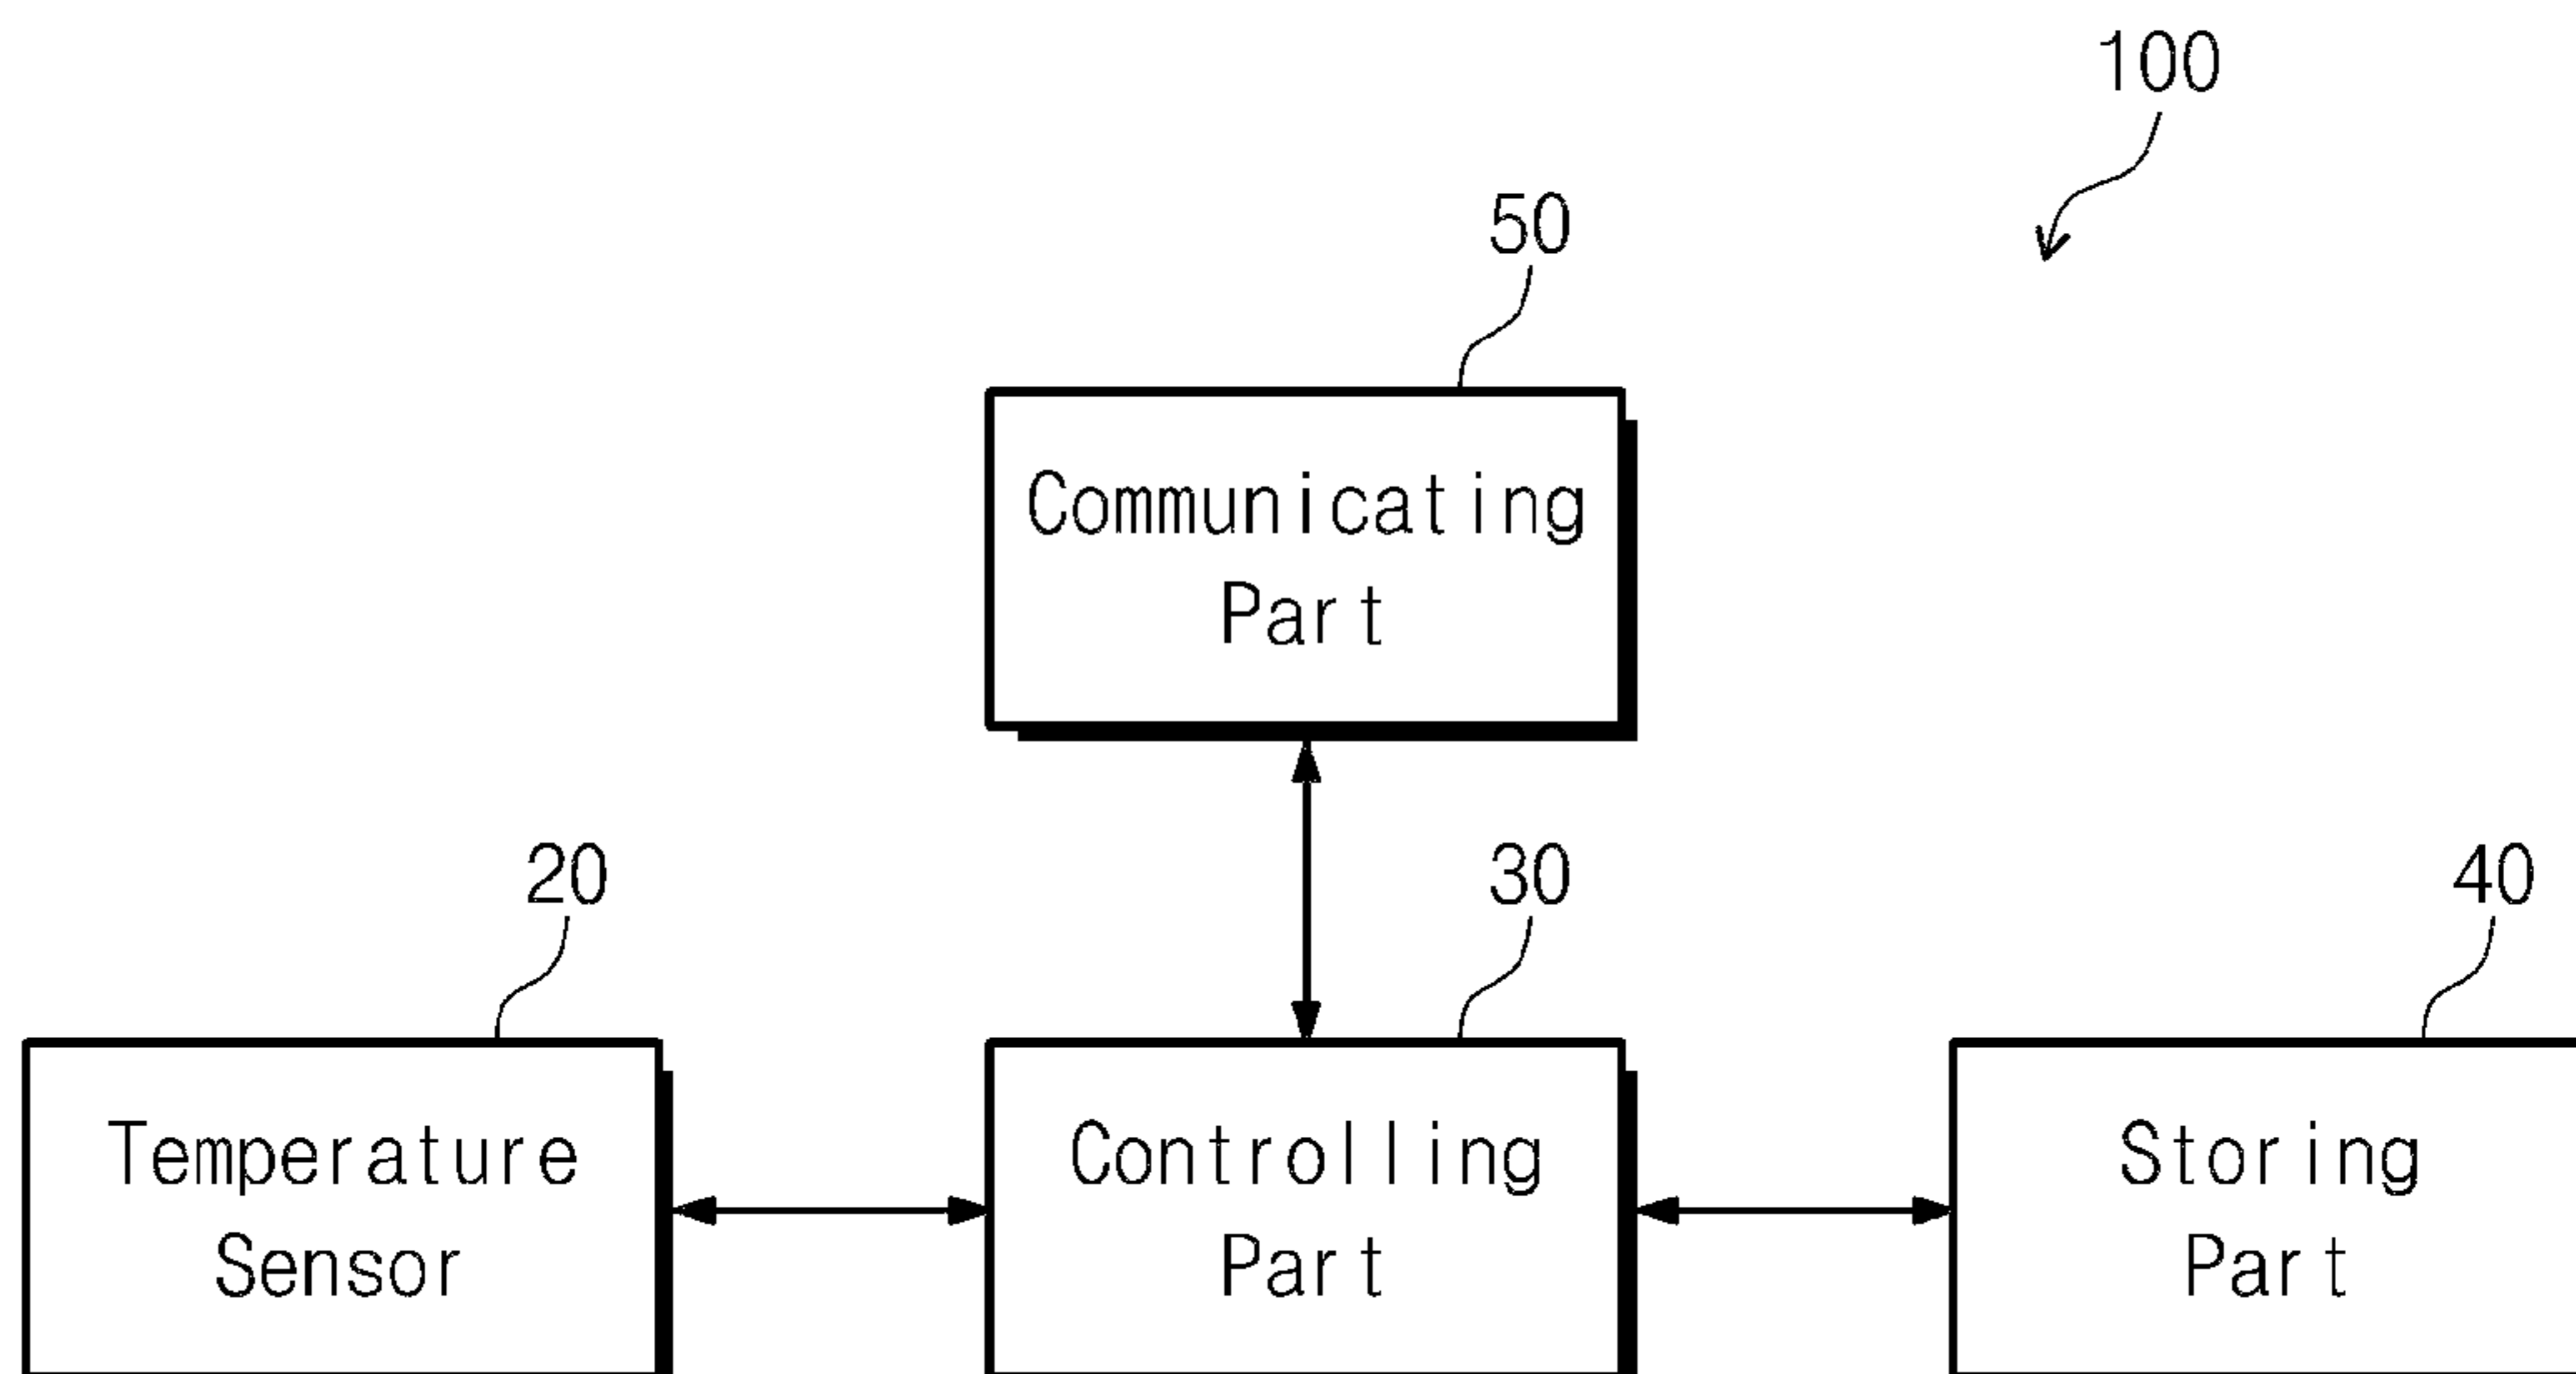 100
50
Communicating
Part
20
30
40
Temperature
Sensor
Controlling
Part
Storing
Part